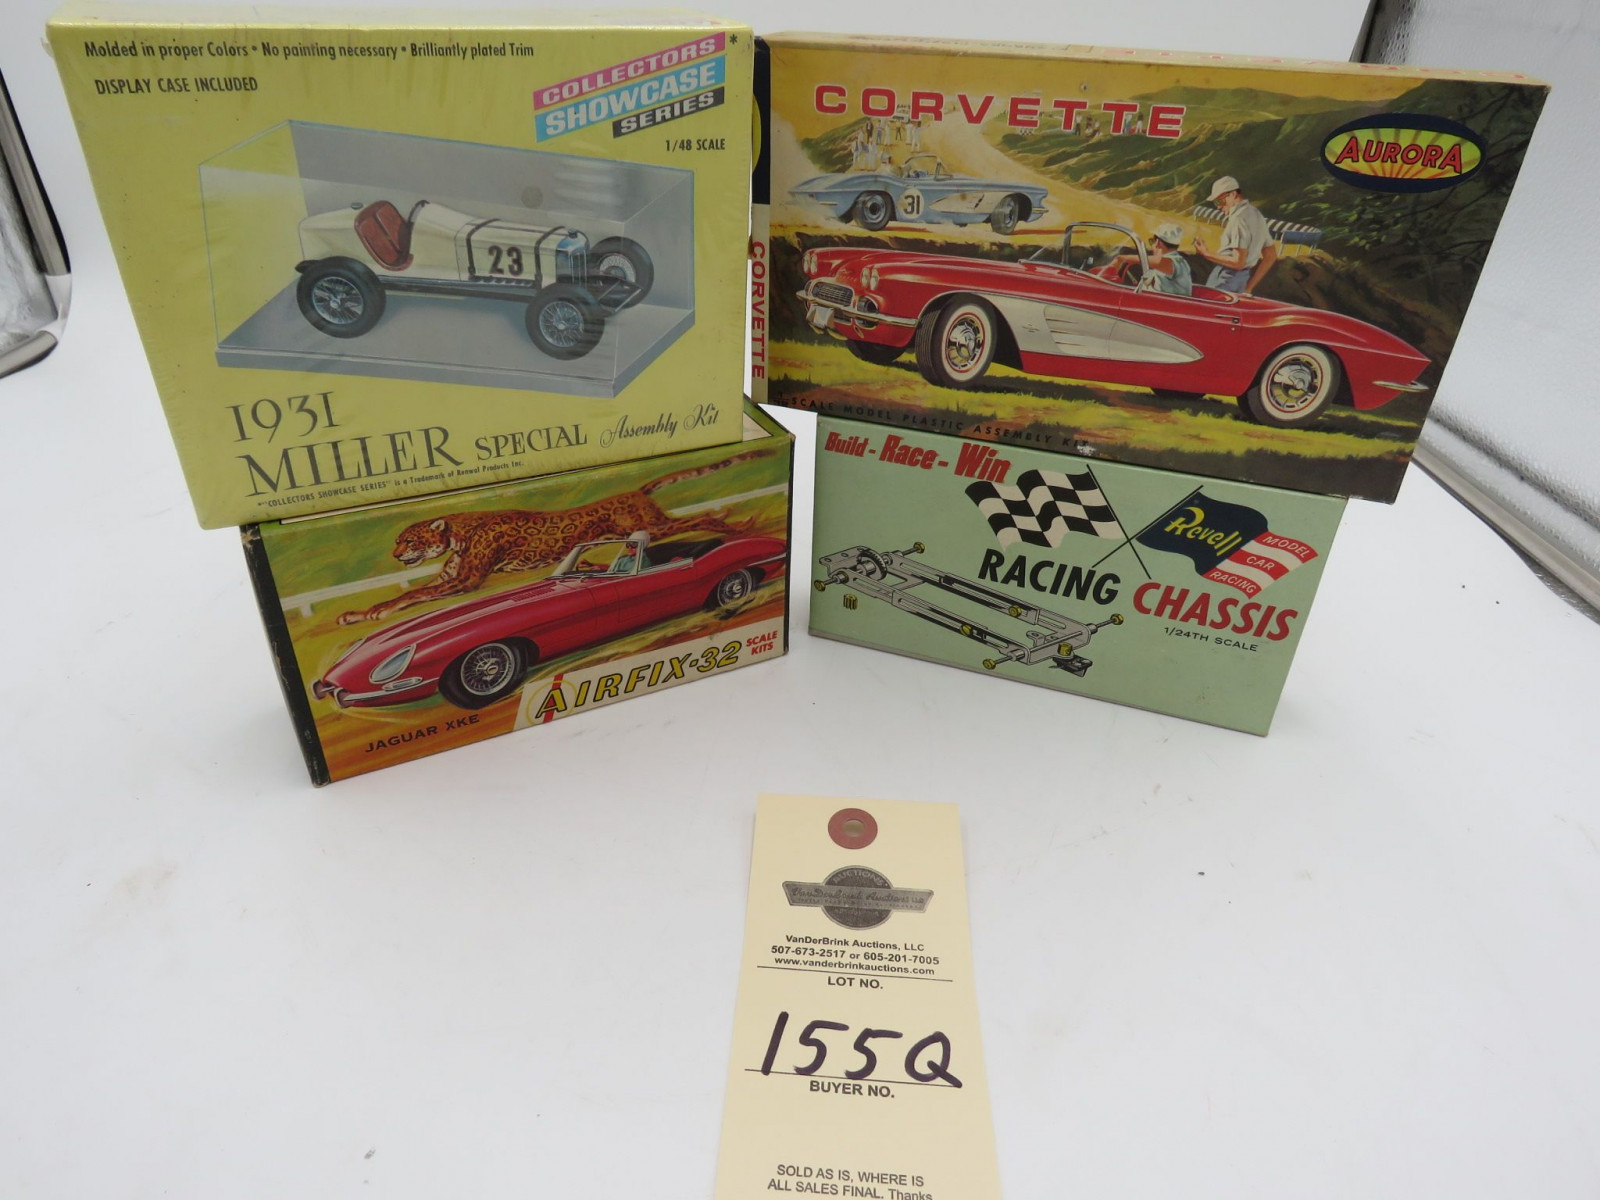 Molded in proper Colors • No painting necessary • Brilliantly plated Trim
DISPLAY CASE INCLUDED
COLLECTORS *
SHOWCASE
SERIES
1/48 SCALE
23
1931
MILLER SPECIAL Assembly Kit
*"COLLECTORS SHOWCASE SERIES" is a Trademark of Renwal Products Inc.
CORVETTE
CORVETTE
AURORA
31
SCALE MODEL PLASTIC ASSEMBLY KIT
JAGUAR XKE
AIRFIX-32
SCALE
KITS
Build - Race - Win
Revell
MODEL
CAR
RACING
RACING CHASSIS
1/24TH SCALE
AUCTIONS
VanDerBrink Auctions LLC
VanDerBrink Auctions, LLC
507-673-2517 or 605-201-7005
www.vanderbrinkauctions.com
LOT NO.
155Q
BUYER NO.
SOLD AS IS, WHERE IS
ALL SALES FINAL. Thanks